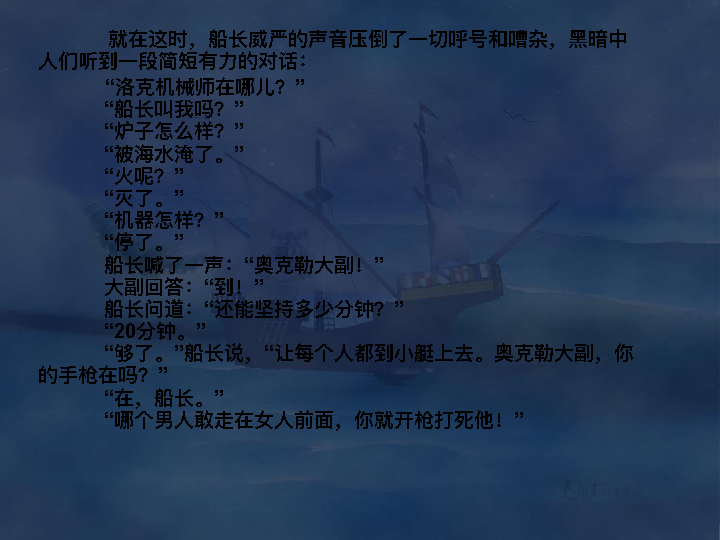 就在这时，船长威严的声音压倒了一切呼号和嘈杂，黑暗中
人们听到一段简短有力的对话：
“洛克机械师在哪儿？”
“船长叫我吗？”
“炉子怎么样？”
“被海水淹了。”
“火呢？”
“灭了。”
“机器怎样？”
“停了。”
船长喊了一声：“奥克勒大副！”
大副回答：“到！”
船长问道：“还能坚持多少分钟？”
“20分钟。”
“够了。”船长说，“让每个人都到小艇上去。奥克勒大副，你
的手枪在吗？”
“在，船长。”
“哪个男人敢走在女人前面，你就开枪打死他！”